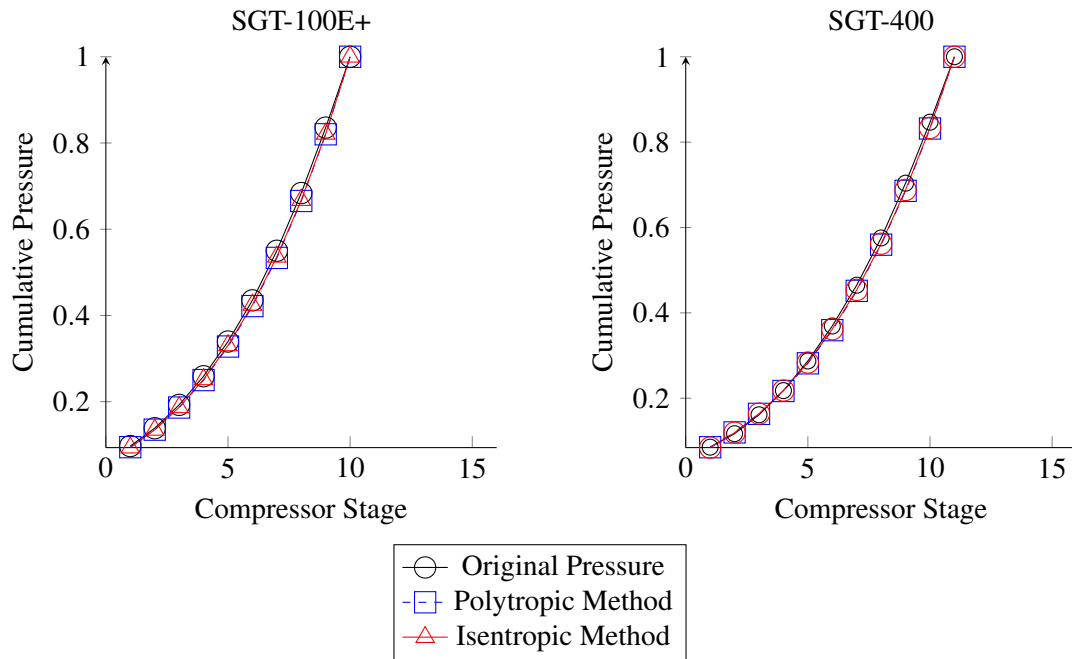 SGT-100E+
1
0.8
0.6
0.4
0.2
0
5
10
15
Cumulative Pressure
Compressor Stage
SGT-400
1
0.8
0.6
0.4
0.2
0
5
10
15
Cumulative Pressure
Compressor Stage
Original Pressure
Polytropic Method
Isentropic Method